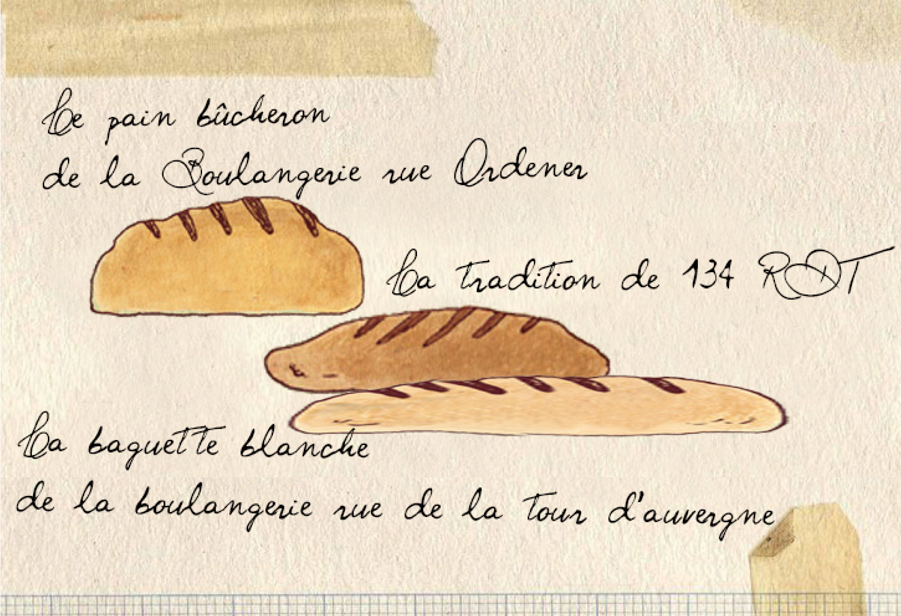 Le pain bûcheron
de la Boulangerie rue Ordener
La tradition de 134 RDT
La baguette blanche
de la boulangerie rue de la Tour d'auvergne